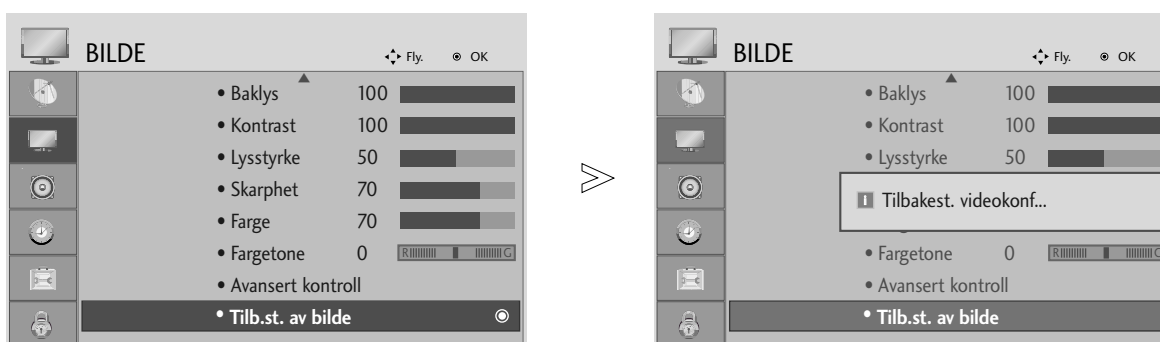 BILDE
Fly. OK
• Baklys 100
• Kontrast 100
• Lysstyrke 50
• Skarphet 70
• Farge 70
• Fargetone 0 R G
• Avansert kontroll
• Tilb.st. av bilde
BILDE
Fly. OK
• Baklys 100
• Kontrast 100
• Lysstyrke 50
Tilbakest. videokonf...
• Fargetone 0 R G
• Avansert kontroll
• Tilb.st. av bilde